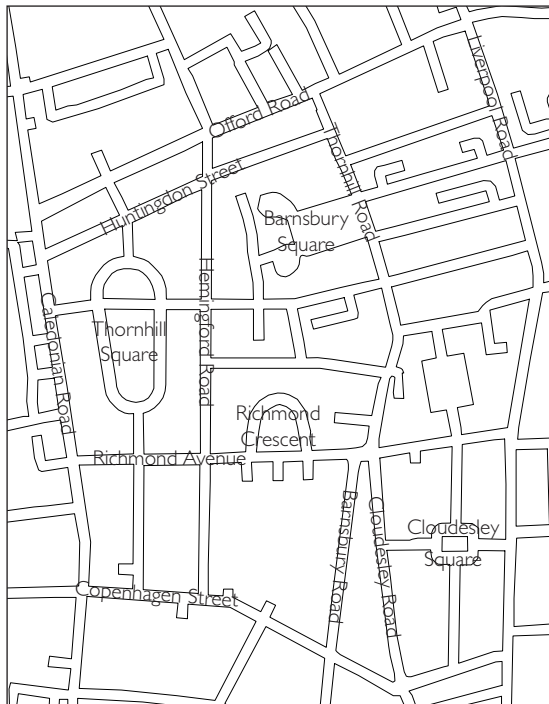 Liverpool Road
Offord Road
Thornhill Road
Huntingdon Street
Barnsbury
Square
Hemingford Road
Caledonian Road
Thornhill
Square
Richmond
Crescent
Richmond Avenue
Barnsbury Road
Cloudesley Road
Cloudesley
Square
Copenhagen Street